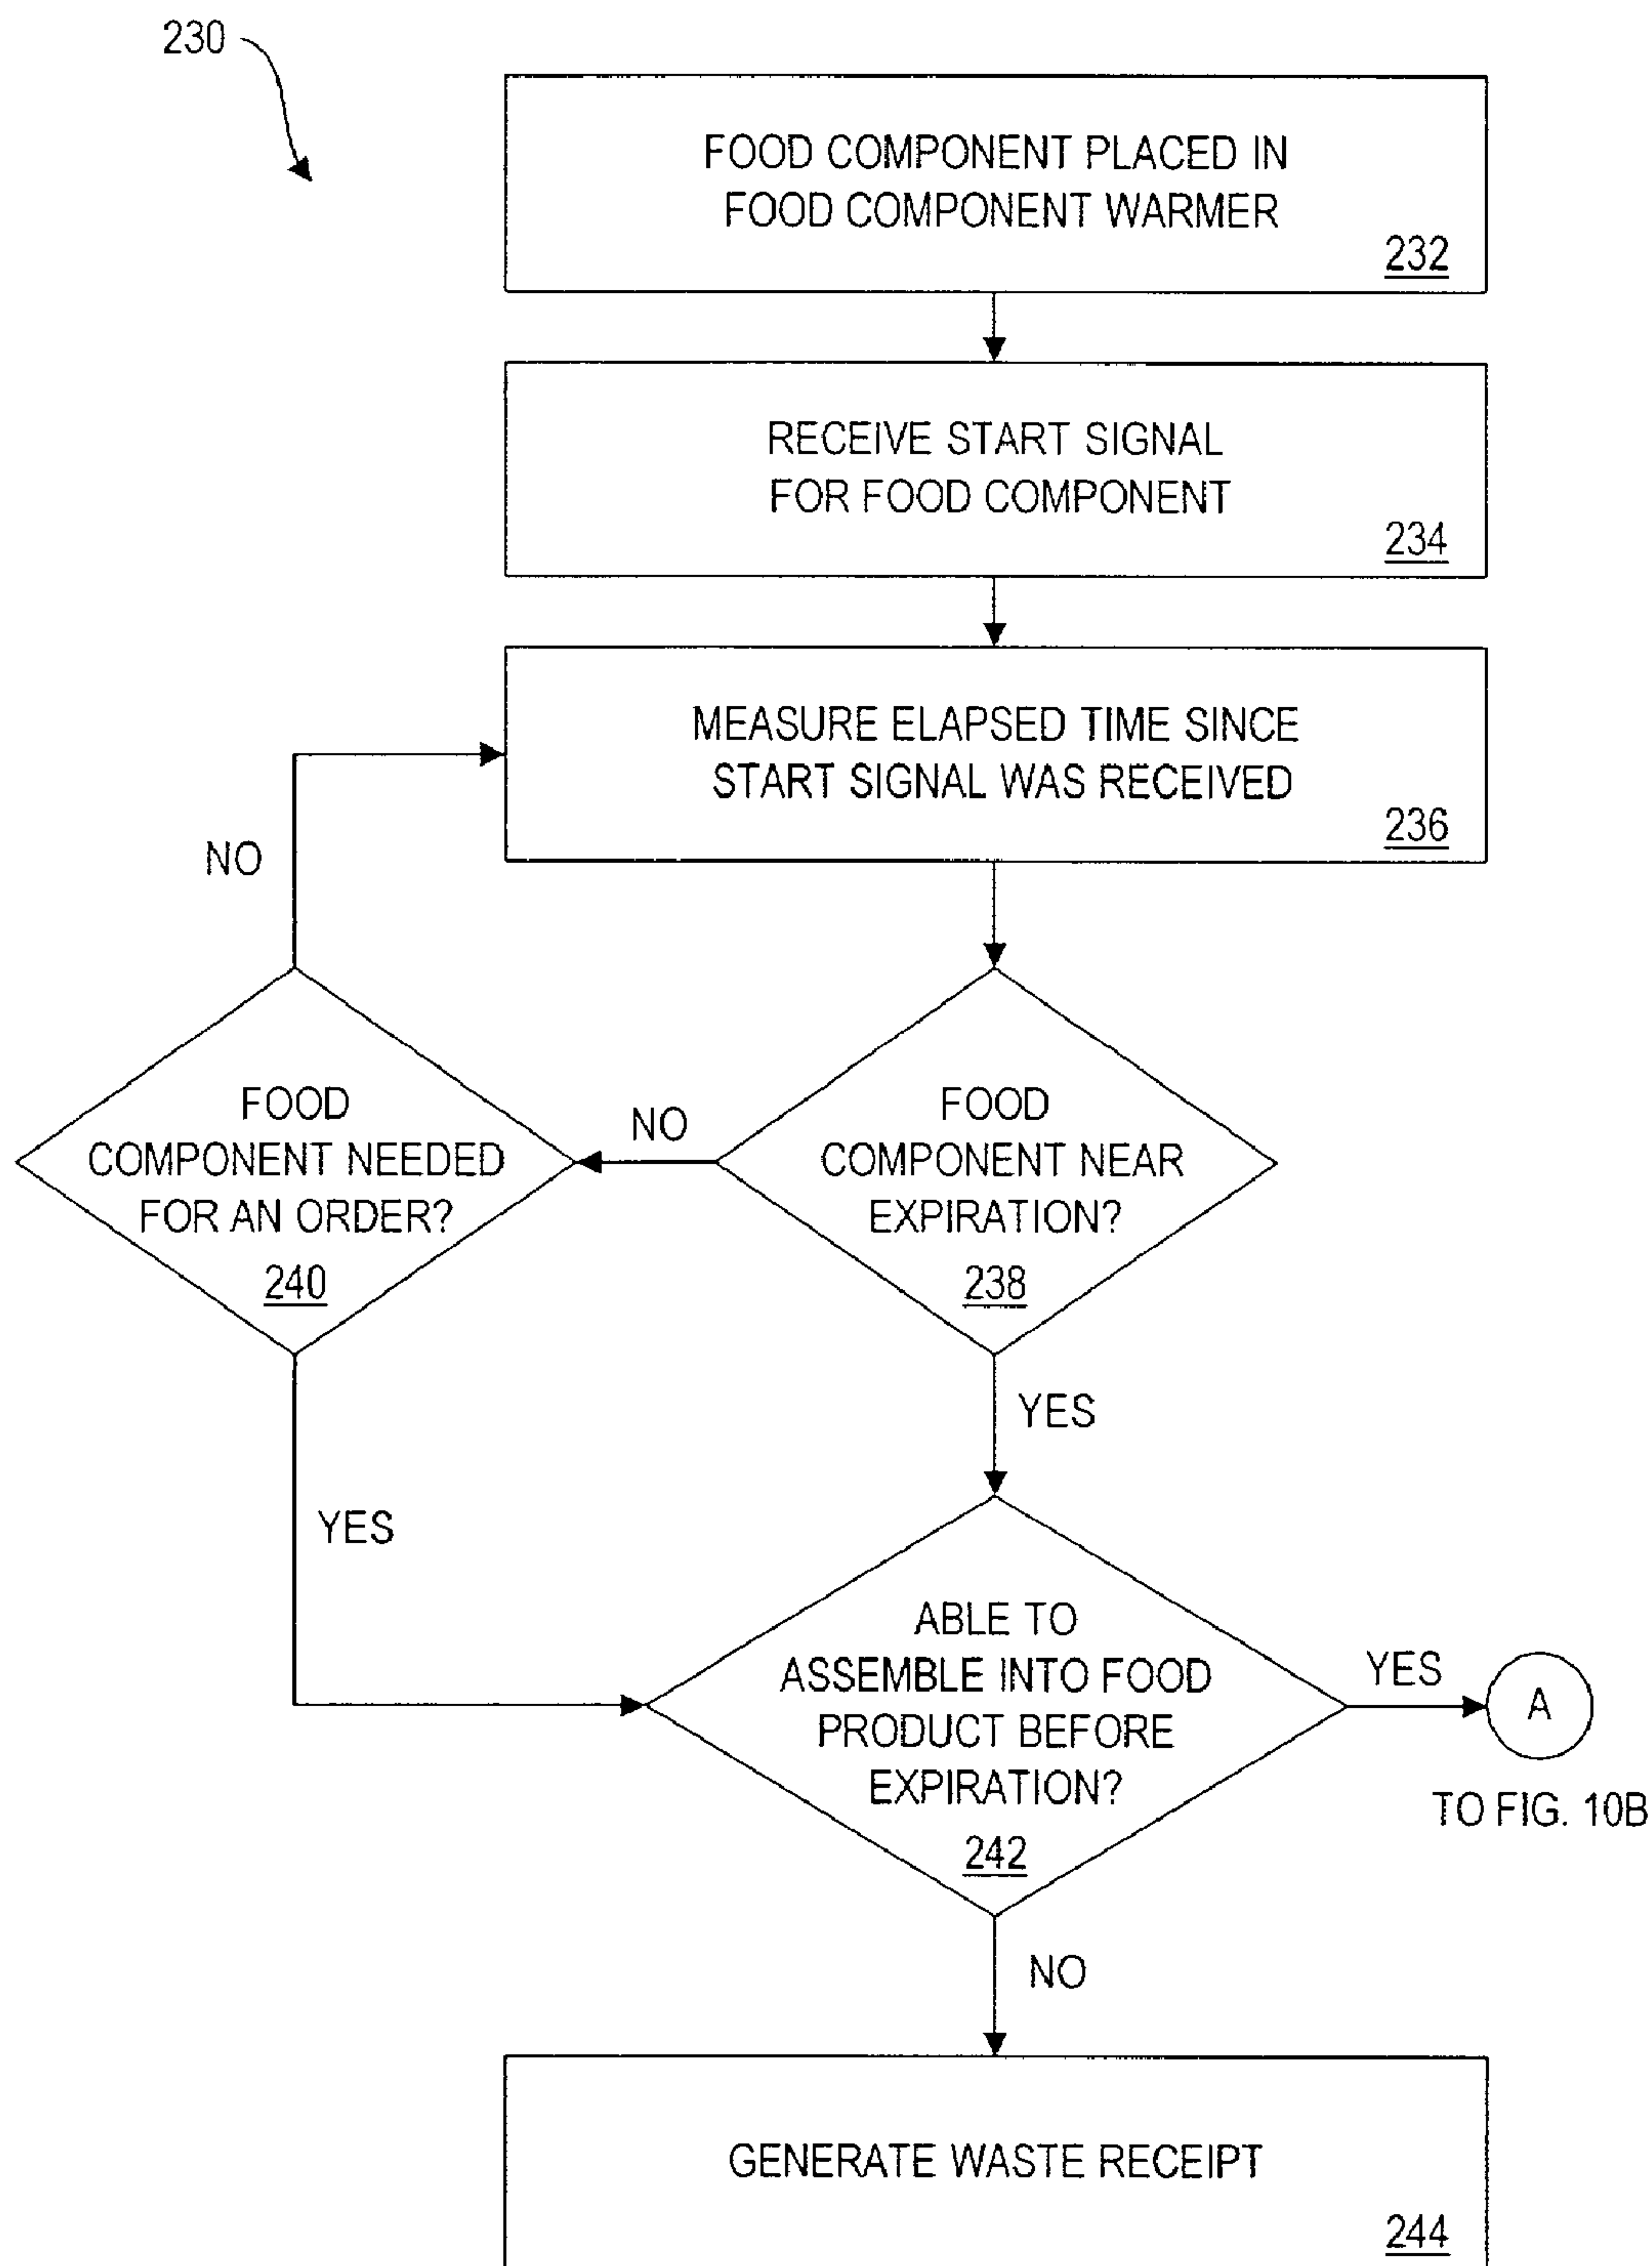 230
FOOD COMPONENT PLACED IN
FOOD COMPONENT WARMER
232
RECEIVE START SIGNAL
FOR FOOD COMPONENT
234
MEASURE ELAPSED TIME SINCE
START SIGNAL WAS RECEIVED
236
NO
FOOD
COMPONENT NEEDED
FOR AN ORDER?
240
NO
FOOD
COMPONENT NEAR
EXPIRATION?
238
YES
YES
ABLE TO
ASSEMBLE INTO FOOD
PRODUCT BEFORE
EXPIRATION?
242
YES
A
TO FIG. 10B
NO
GENERATE WASTE RECEIPT
244